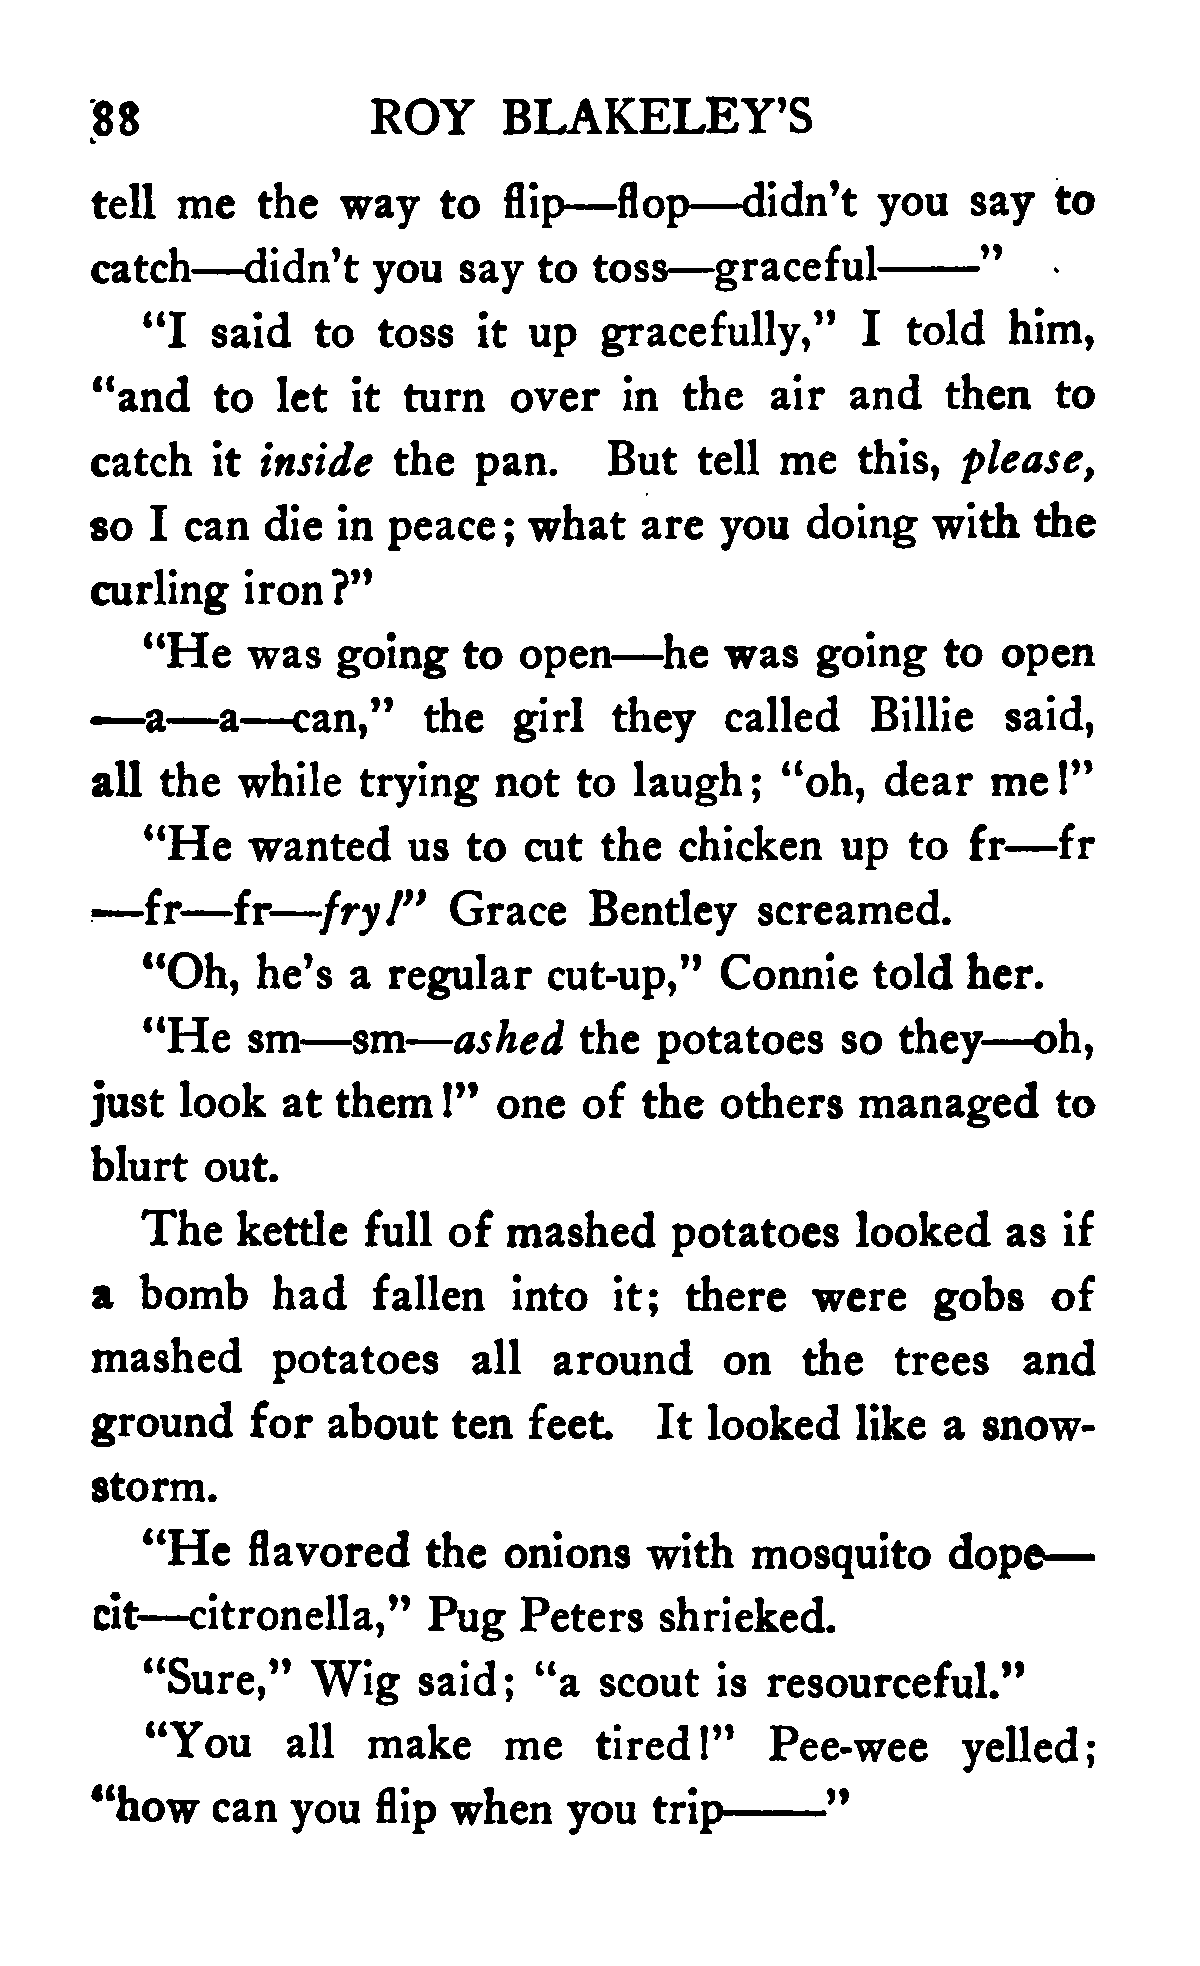 88 ROY BLAKELEY'S
tell me the way to flip—flop—didn't you say to
catch—didn't you say to toss—graceful——"
"I said to toss it up gracefully," I told him,
"and to let it turn over in the air and then to
catch it inside the pan. But tell me this, please,
so I can die in peace; what are you doing with the
curling iron?"
"He was going to open—he was going to open
—a—a—can," the girl they called Billie said,
all the while trying not to laugh; "oh, dear me!"
"He wanted us to cut the chicken up to fr—fr
—fr—fr—fry!" Grace Bentley screamed.
"Oh, he's a regular cut-up," Connie told her.
"He sm—sm—ashed the potatoes so they—oh,
just look at them!" one of the others managed to
blurt out.
The kettle full of mashed potatoes looked as if
a bomb had fallen into it; there were gobs of
mashed potatoes all around on the trees and
ground for about ten feet. It looked like a snow-
storm.
"He flavored the onions with mosquito dope—
cit—citronella," Pug Peters shrieked.
"Sure," Wig said; "a scout is resourceful."
"You all make me tired!" Pee-wee yelled;
"how can you flip when you trip——"